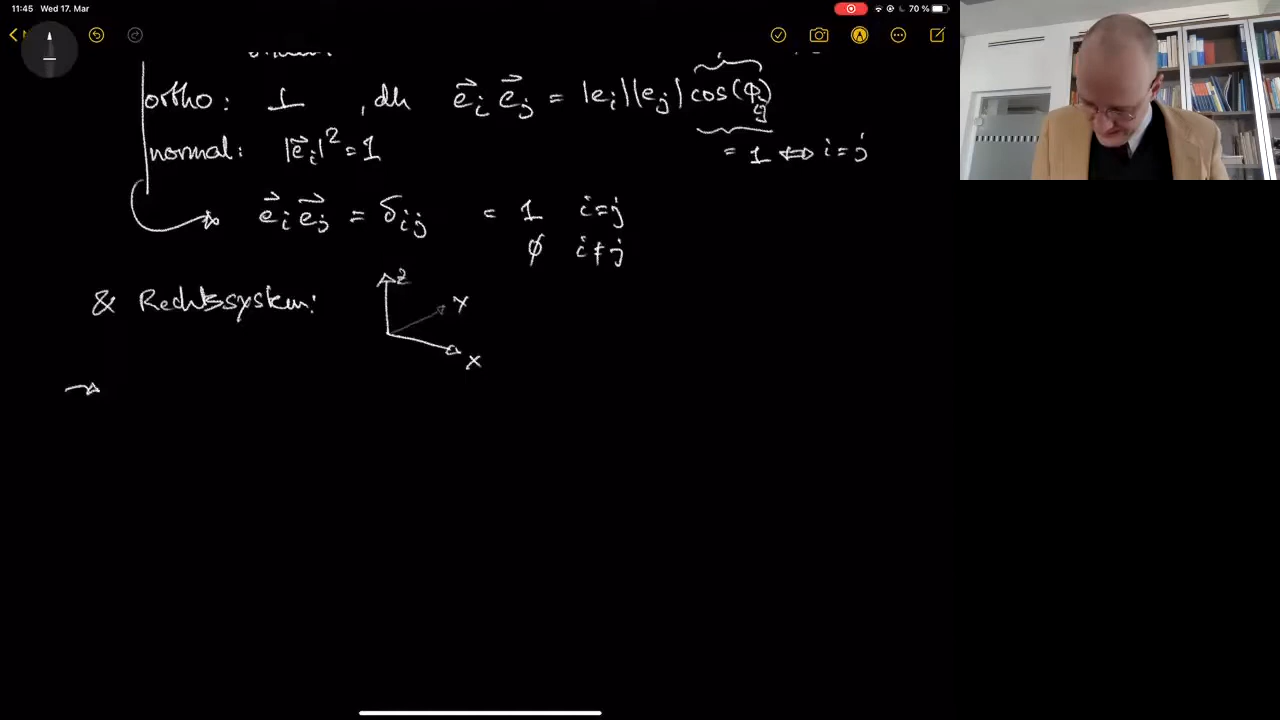 11:45 Wed 17. Mar 70 %
ortho: ⊥ , dh e⃗i e⃗j = |ei||ej| cos(φij)
normal: |e⃗i|² = 1 = 1 ⇔ i=j
e⃗i e⃗j = δij = 1 i=j
0 i≠j
& Rechtssystem: z
y
x
→